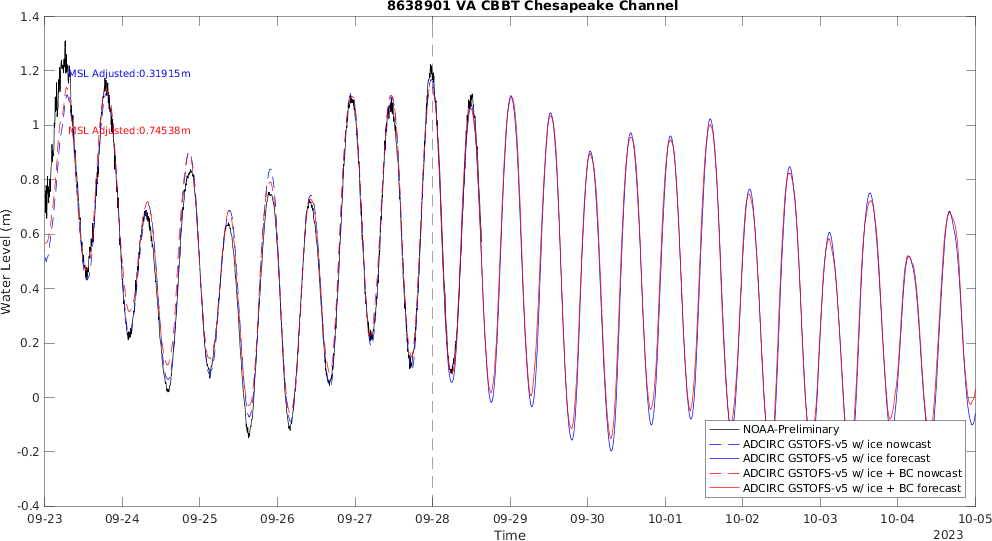 8638901 VA CBBT Chesapeake Channel
1.4
1.2
1
0.8
0.6
0.4
0.2
0
-0.2
-0.4
Water Level (m)
MSL Adjusted:0.31915m
MSL Adjusted:0.74538m
NOAA-Preliminary
ADCIRC GSTOFS-v5 w/ ice nowcast
ADCIRC GSTOFS-v5 w/ ice forecast
ADCIRC GSTOFS-v5 w/ ice + BC nowcast
ADCIRC GSTOFS-v5 w/ ice + BC forecast
09-23 09-24 09-25 09-26 09-27 09-28 09-29 09-30 10-01 10-02 10-03 10-04 10-05
Time
2023